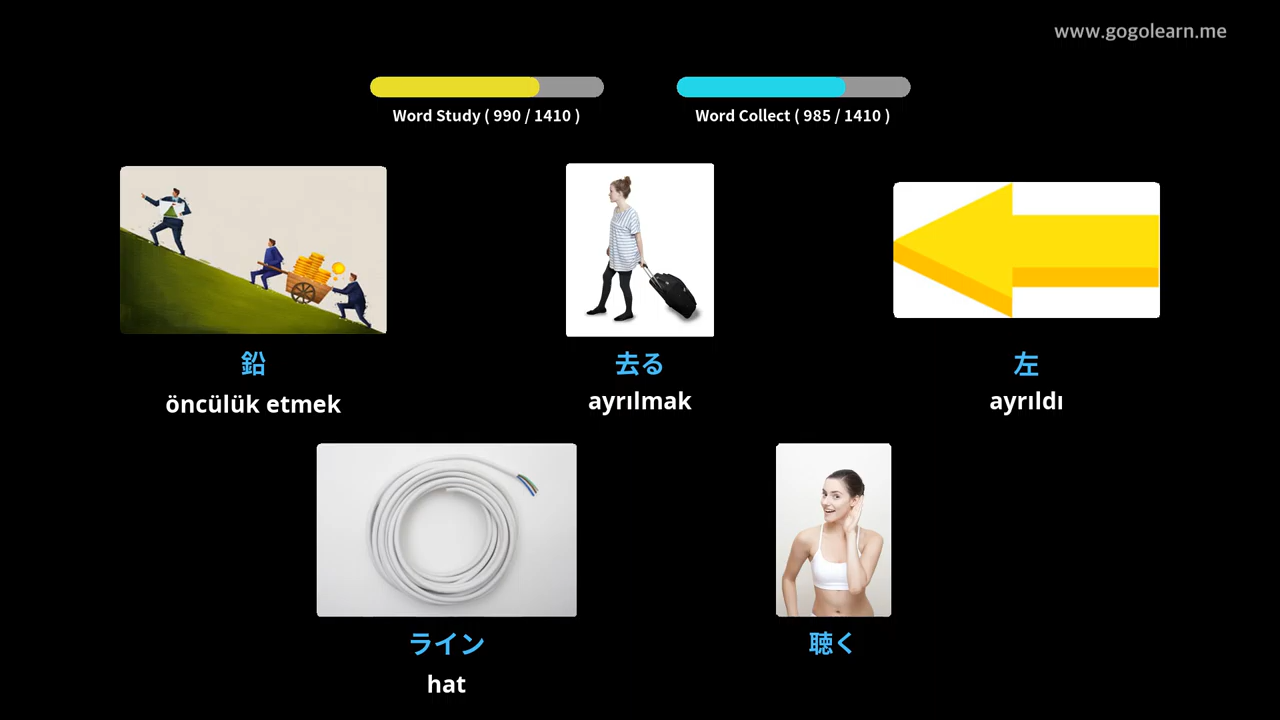 www.gogolearn.me
Word Study ( 990 / 1410 )
Word Collect ( 985 / 1410 )
鉛
öncülük etmek
去る
ayrılmak
左
ayrıldı
ライン
hat
聴く